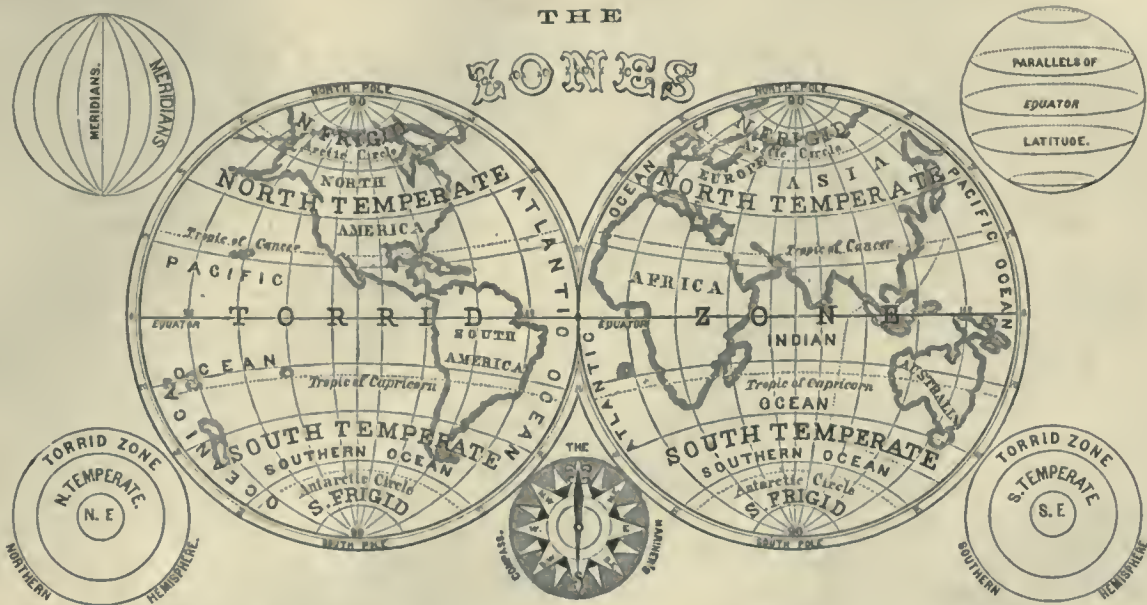 THE
ZONES
MERIDIANS.
MERIDIANS
PARALLELS OF
EQUATOR
LATITUDE.
NORTH POLE
90
N. FRIGID
Arctic Circle
NORTH
NORTH TEMPERATE
AMERICA
ATLANTIC
Tropic of Cancer
PACIFIC
EQUATOR
TORRID
SOUTH
AMERICA
OCEAN
Tropic of Capricorn
OCEAN
OCEANICA
SOUTH TEMPERATE
SOUTHERN OCEAN
Antarctic Circle
S. FRIGID
90
SOUTH POLE
NORTH POLE
90
N. FRIGID
Arctic Circle
EUROPE
ASIA
OCEAN
NORTH TEMPERATE
PACIFIC OCEAN
Tropic of Cancer
AFRICA
EQUATOR
ZONE
INDIAN
ATLANTIC
AUSTRALIA
Tropic of Capricorn
OCEAN
SOUTH TEMPERATE
SOUTHERN OCEAN
Antarctic Circle
S. FRIGID
90
SOUTH POLE
TORRID ZONE
N. TEMPERATE.
N. F
NORTHERN
HEMISPHERE.
THE
MARINER'S
COMPASS.
W
E
S
TORRID ZONE
S. TEMPERATE
S. F
SOUTHERN
HEMISPHERE